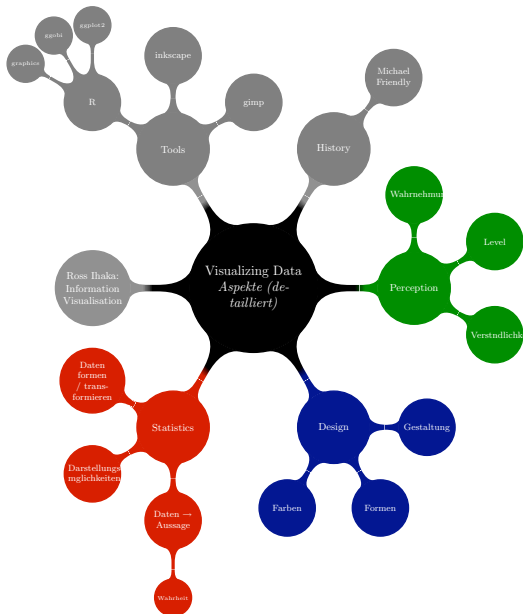 ggplot2
ggobi
graphics
R
inkscape
gimp
Tools
Michael
Friendly
History
Wahrnehmun
Level
Perception
Verstndlichk
Visualizing Data
Aspekte (de-
tailliert)
Ross Ihaka:
Information
Visualisation
Daten
formen
/ trans-
formieren
Statistics
Darstellungs
mglichkeiten
Daten →
Aussage
Wahrheit
Design
Gestaltung
Farben
Formen